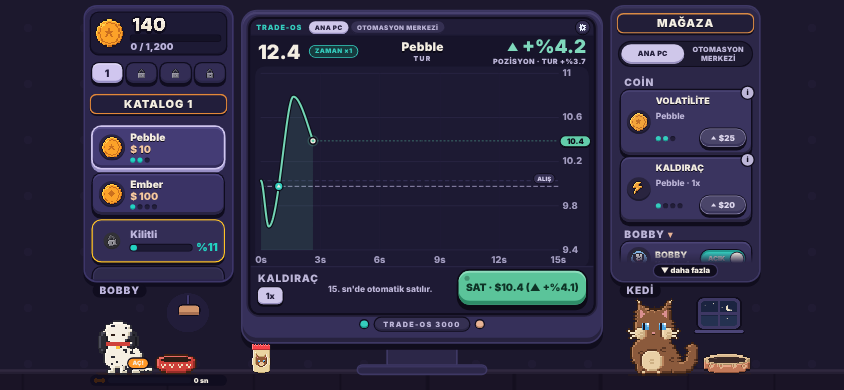 140
0 / 1,200
1
KATALOG 1
Pebble
$ 10
Ember
$ 100
Kilitli
%11
BOBBY
AÇI
0 sn
TRADE-OS
ANA PC
OTOMASYON MERKEZİ
12.4
ZAMAN ×1
Pebble
TUR
▲ +%4.2
POZİSYON · TUR +%3.7
11
10.6
10.4
10.2
ALIŞ
9.8
9.4
0s
3s
6s
9s
12s
15s
KALDIRAÇ
1x
15. sn'de otomatik satılır.
SAT · $10.4 (▲ +%4.1)
TRADE-OS 3000
MAĞAZA
ANA PC
OTOMASYON
MERKEZİ
COİN
VOLATİLİTE
Pebble
▲ $25
i
KALDIRAÇ
Pebble · 1x
▲ $20
i
BOBBY ▼
BOBBY
AÇIK
▼ daha fazla
KEDİ